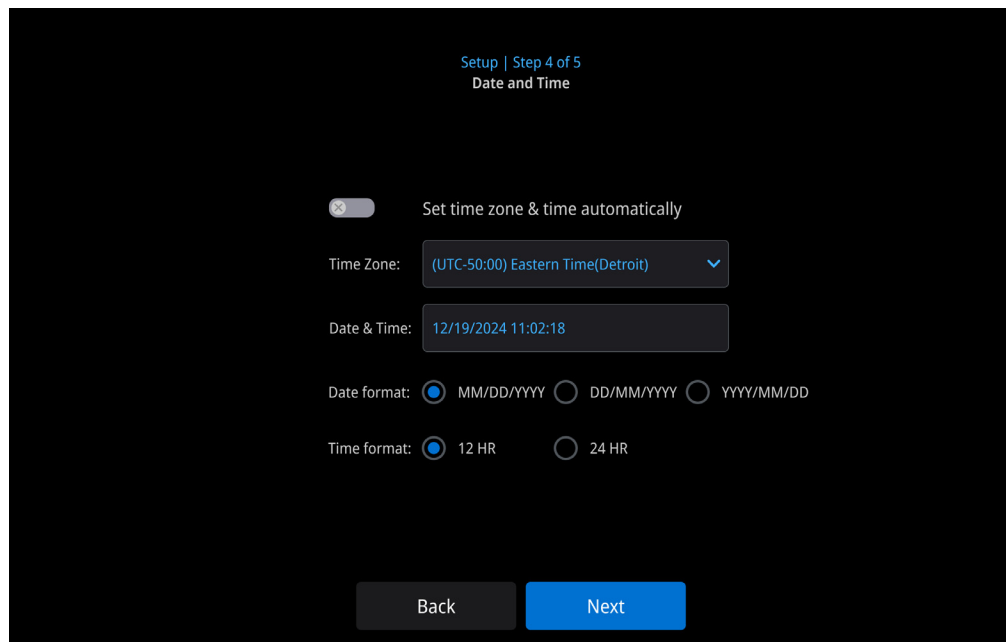 Setup | Step 4 of 5
Date and Time
Set time zone & time automatically
Time Zone: (UTC-50:00) Eastern Time(Detroit)
Date & Time: 12/19/2024 11:02:18
Date format: MM/DD/YYYY DD/MM/YYYY YYYY/MM/DD
Time format: 12 HR 24 HR
Back Next